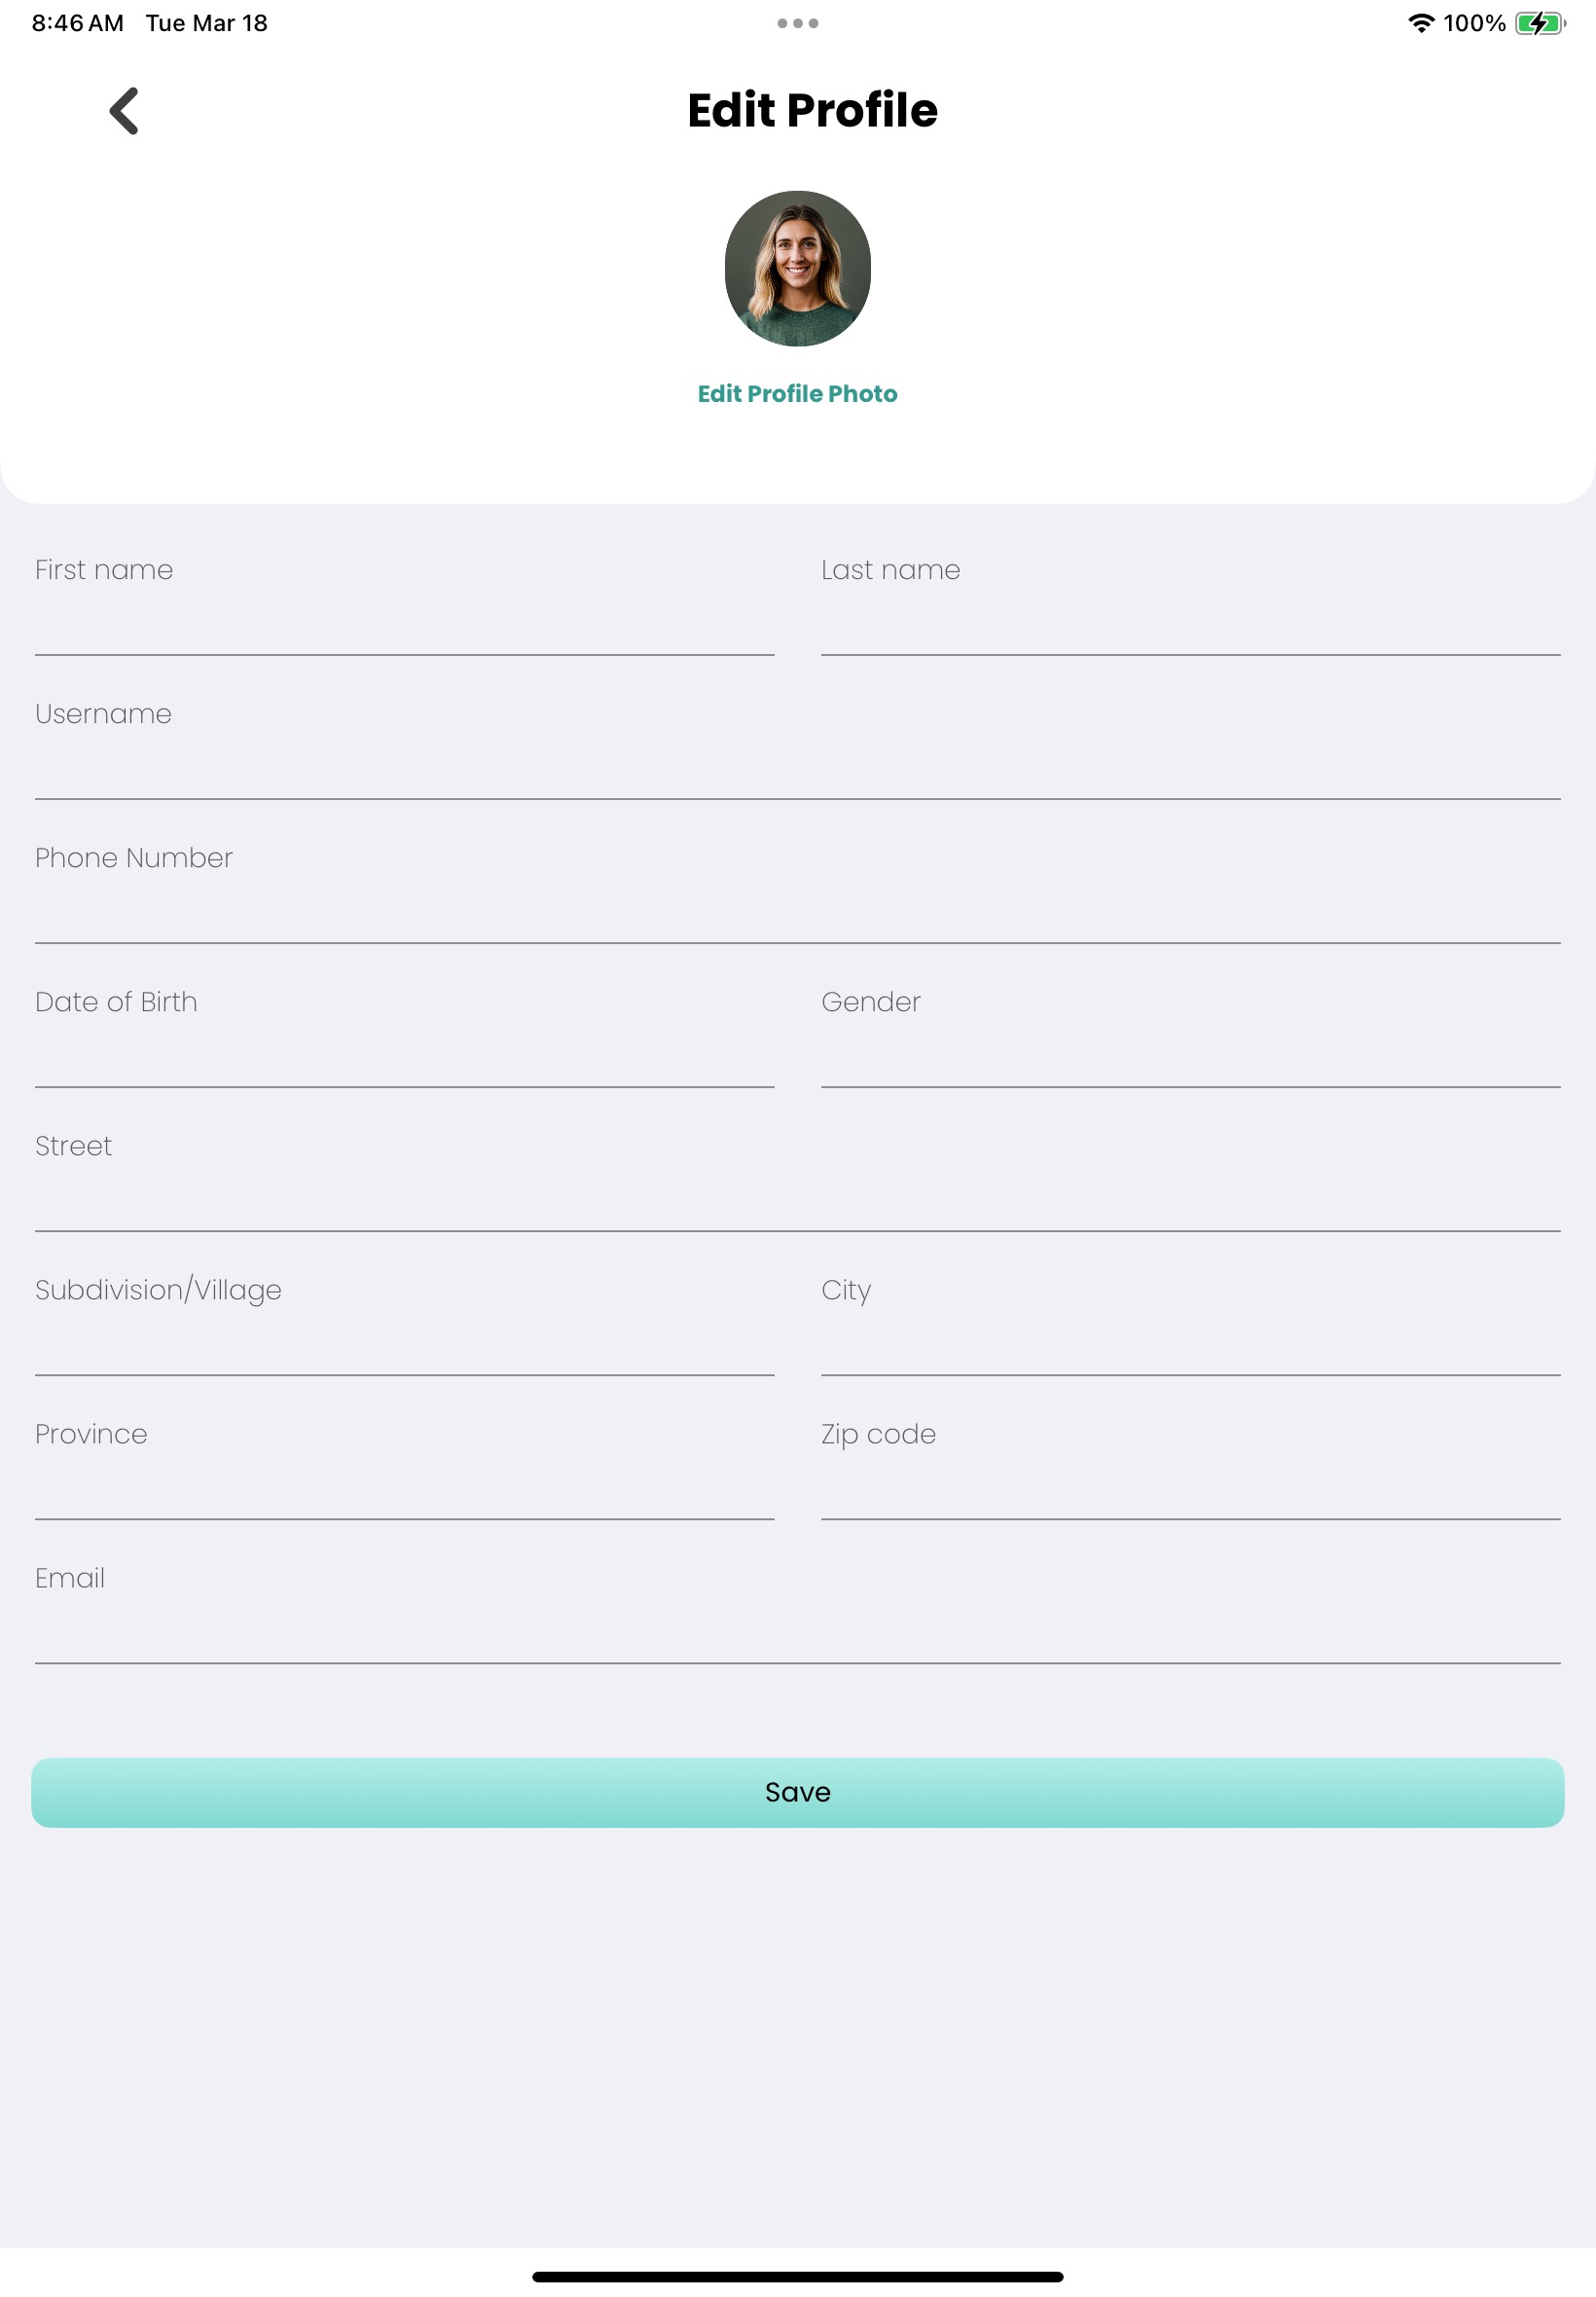 8:46 AM Tue Mar 18 100%
Edit Profile
Edit Profile Photo
First name Last name
Username
Phone Number
Date of Birth Gender
Street
Subdivision/Village City
Province Zip code
Email
Save